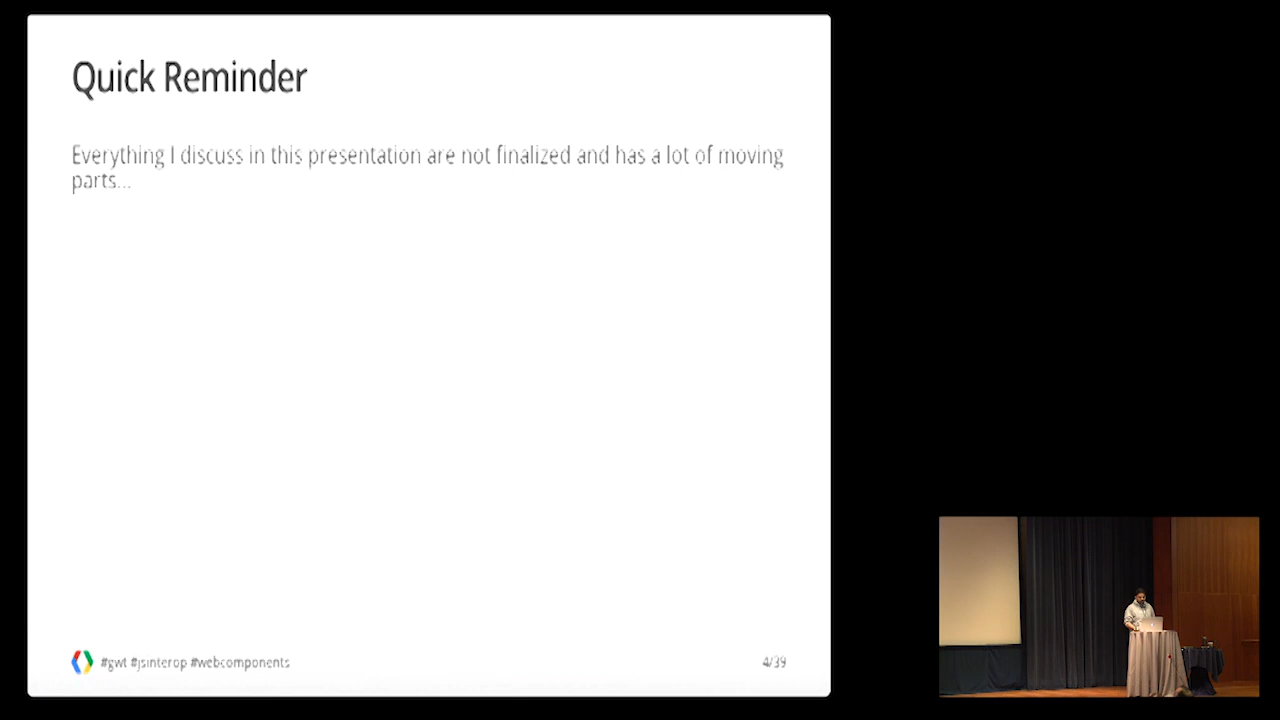 Quick Reminder
Everything I discuss in this presentation are not finalized and has a lot of moving
parts...
#gwt #jsinterop #webcomponents
4/39